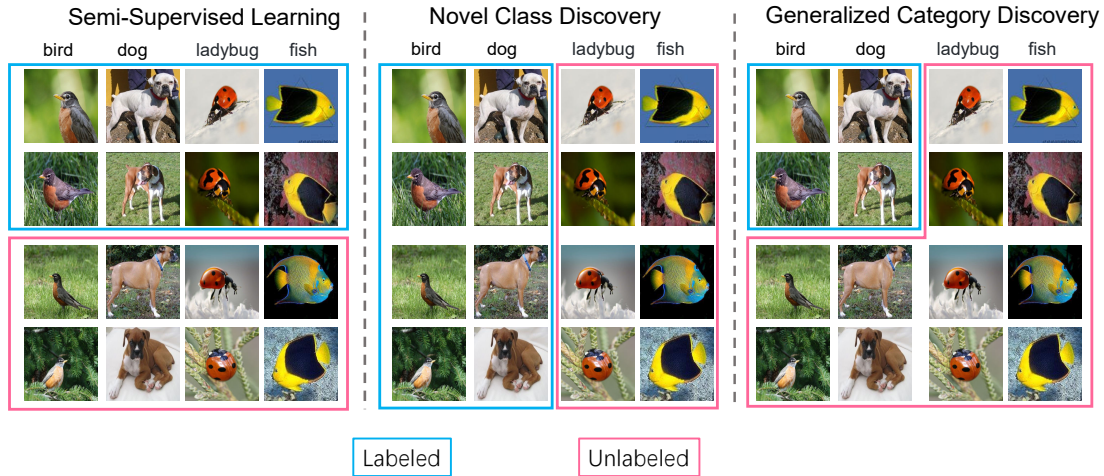 Semi-Supervised Learning
bird dog ladybug fish
Novel Class Discovery
bird dog ladybug fish
Generalized Category Discovery
bird dog ladybug fish
Labeled
Unlabeled